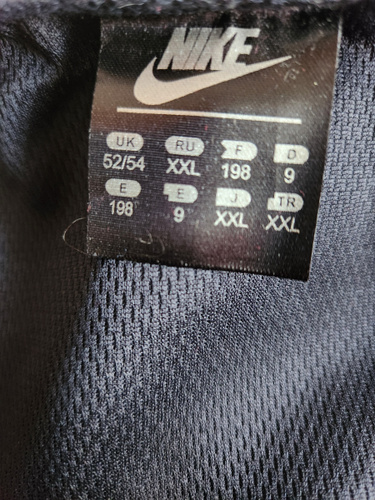 NIKE
UK RU F D
52/54 XXL 198 9
E E J TR
198 9 XXL XXL